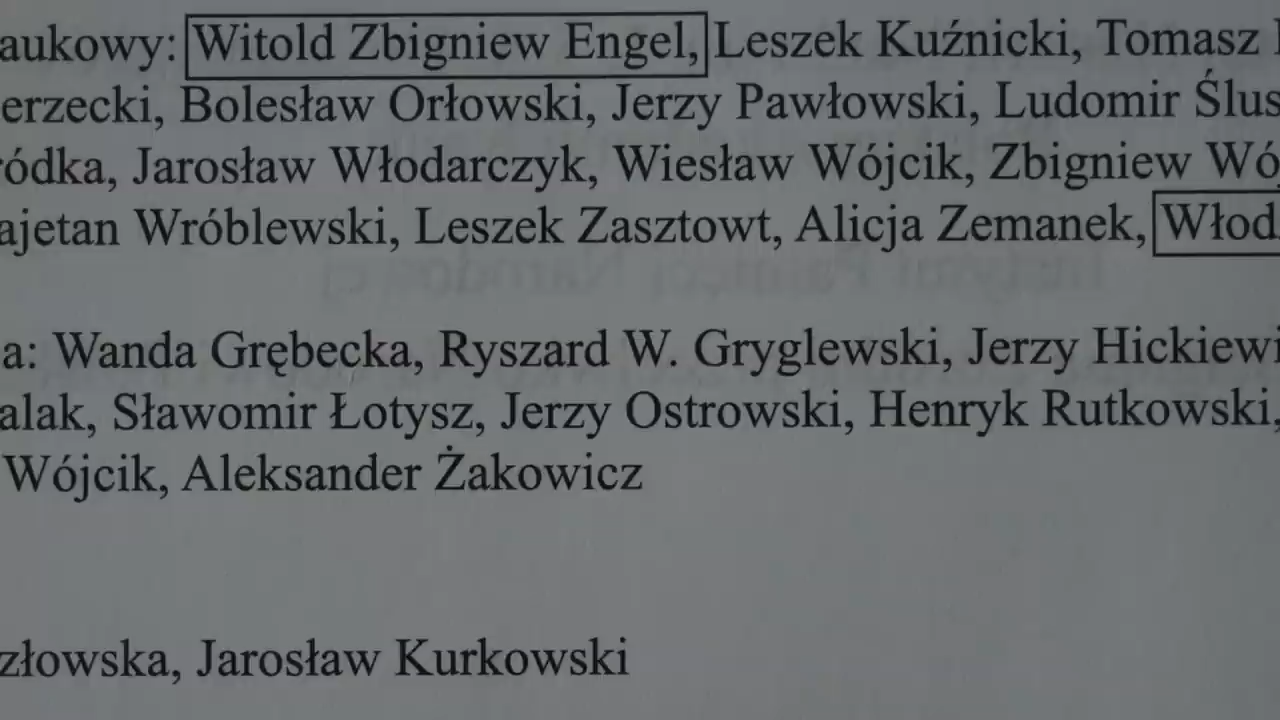 aukowy: Witold Zbigniew Engel, Leszek Kuźnicki, Tomasz
erzecki, Bolesław Orłowski, Jerzy Pawłowski, Ludomir Ślus
ródka, Jarosław Włodarczyk, Wiesław Wójcik, Zbigniew Wó
ajetan Wróblewski, Leszek Zasztowt, Alicja Zemanek, Włod
a: Wanda Grębecka, Ryszard W. Gryglewski, Jerzy Hickiewi
alak, Sławomir Łotysz, Jerzy Ostrowski, Henryk Rutkowski,
Wójcik, Aleksander Żakowicz
złowska, Jarosław Kurkowski